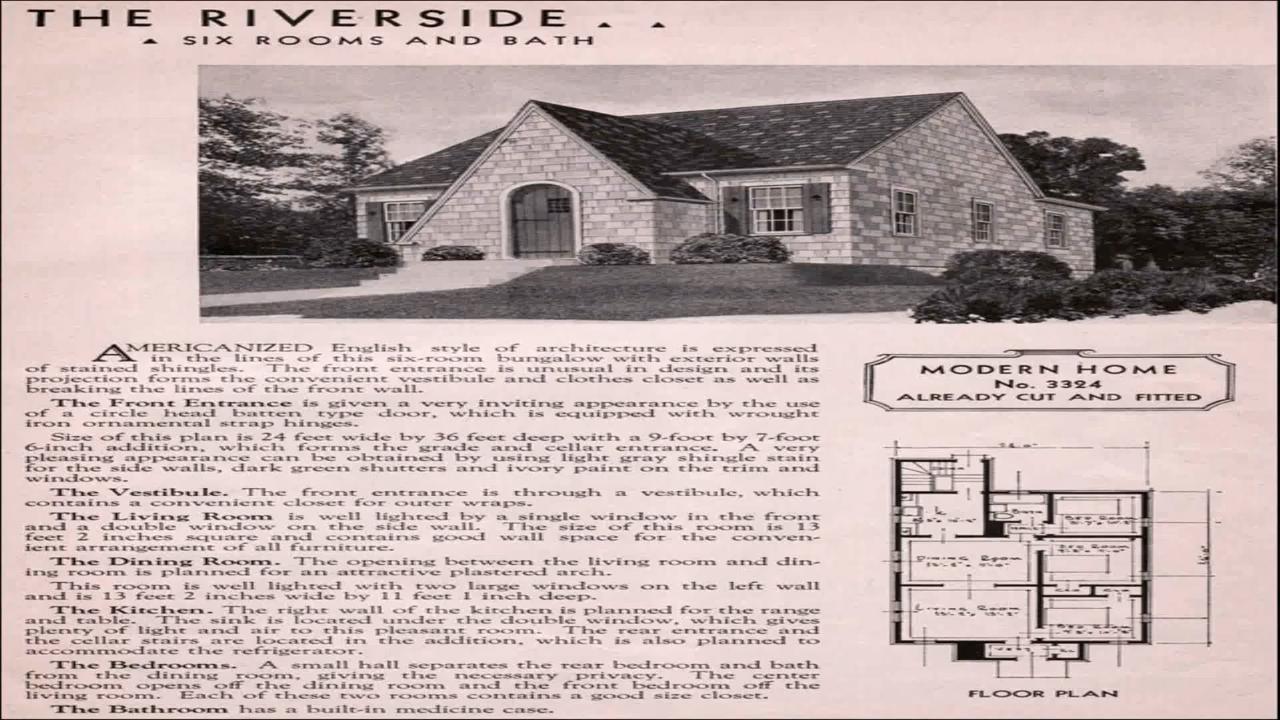 THE RIVERSIDE
SIX ROOMS AND BATH
AMERICANIZED English style of architecture is expressed
in the lines of this six-room bungalow with exterior walls
of stained shingles. The front entrance is unusual in design and its
projection forms the convenient vestibule and clothes closet as well as
breaking the lines of the front wall.
The Front Entrance is given a very inviting appearance by the use
of a circle head batten type door, which is equipped with wrought
iron ornamental strap hinges.
Size of this plan is 24 feet wide by 36 feet deep with a 9-foot by 7-foot
6-inch addition, which forms the grade and cellar entrance. A very
pleasing appearance can be obtained by using light gray shingle stain
for the side walls, dark green shutters and ivory paint on the trim and
windows.
The Vestibule. The front entrance is through a vestibule, which
contains a convenient closet for outer wraps.
The Living Room is well lighted by a single window in the front
and a double window on the side wall. The size of this room is 13
feet 2 inches square and contains good wall space for the conven-
ient arrangement of all furniture.
The Dining Room. The opening between the living room and din-
ing room is planned for an attractive plastered arch.
This room is well lighted with two large windows on the left wall
and is 13 feet 2 inches wide by 11 feet 1 inch deep.
The Kitchen. The right wall of the kitchen is planned for the range
and table. The sink is located under the double window, which gives
plenty of light and air to this pleasant room. The rear entrance and
the cellar stairs are located in the addition, which is also planned to
accommodate the refrigerator.
The Bedrooms. A small hall separates the rear bedroom and bath
from the dining room, giving the necessary privacy. The center
bedroom opens off the dining room and the front bedroom off the
living room. Each of these two rooms contains a good size closet.
The Bathroom has a built-in medicine case.
MODERN HOME
No. 3324
ALREADY CUT AND FITTED
Dining Room
Living Room
FLOOR PLAN